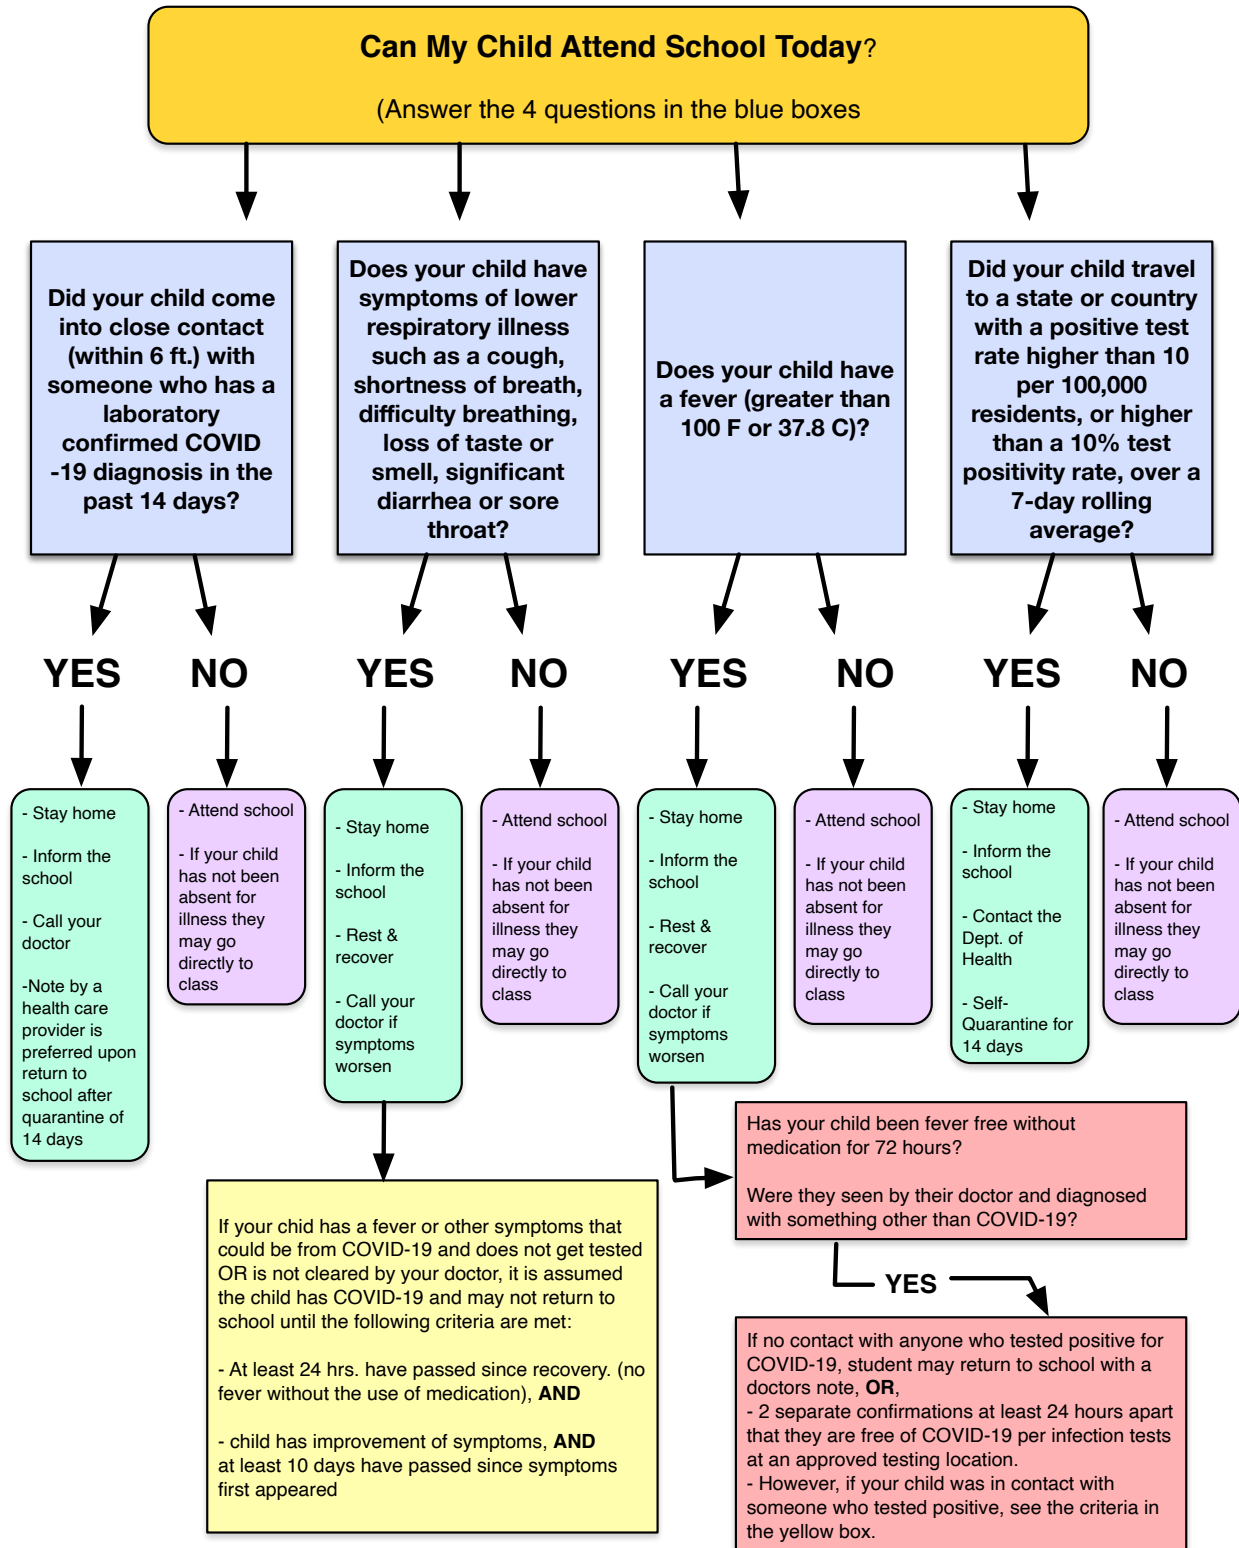 Can My Child Attend School Today?
(Answer the 4 questions in the blue boxes
Did your child come
into close contact
(within 6 ft.) with
someone who has a
laboratory
confirmed COVID
-19 diagnosis in the
past 14 days?
Does your child have
symptoms of lower
respiratory illness
such as a cough,
shortness of breath,
difficulty breathing,
loss of taste or
smell, significant
diarrhea or sore
throat?
Does your child have
a fever (greater than
100 F or 37.8 C)?
Did your child travel
to a state or country
with a positive test
rate higher than 10
per 100,000
residents, or higher
than a 10% test
positivity rate, over a
7-day rolling
average?
YES
NO
YES
NO
YES
NO
YES
NO
- Stay home
- Inform the
school
- Call your
doctor
-Note by a
health care
provider is
preferred upon
return to
school after
quarantine of
14 days
- Attend school
- If your child
has not been
absent for
illness they
may go
directly to
class
- Stay home
- Inform the
school
- Rest &
recover
- Call your
doctor if
symptoms
worsen
- Attend school
- If your child
has not been
absent for
illness they
may go
directly to
class
- Stay home
- Inform the
school
- Rest &
recover
- Call your
doctor if
symptoms
worsen
- Attend school
- If your child
has not been
absent for
illness they
may go
directly to
class
- Stay home
- Inform the
school
- Contact the
Dept. of
Health
- Self-
Quarantine for
14 days
- Attend school
- If your child
has not been
absent for
illness they
may go
directly to
class
If your chid has a fever or other symptoms that
could be from COVID-19 and does not get tested
OR is not cleared by your doctor, it is assumed
the child has COVID-19 and may not return to
school until the following criteria are met:
- At least 24 hrs. have passed since recovery. (no
fever without the use of medication), AND
- child has improvement of symptoms, AND
at least 10 days have passed since symptoms
first appeared
Has your child been fever free without
medication for 72 hours?
Were they seen by their doctor and diagnosed
with something other than COVID-19?
YES
If no contact with anyone who tested positive for
COVID-19, student may return to school with a
doctors note, OR,
- 2 separate confirmations at least 24 hours apart
that they are free of COVID-19 per infection tests
at an approved testing location.
- However, if your child was in contact with
someone who tested positive, see the criteria in
the yellow box.